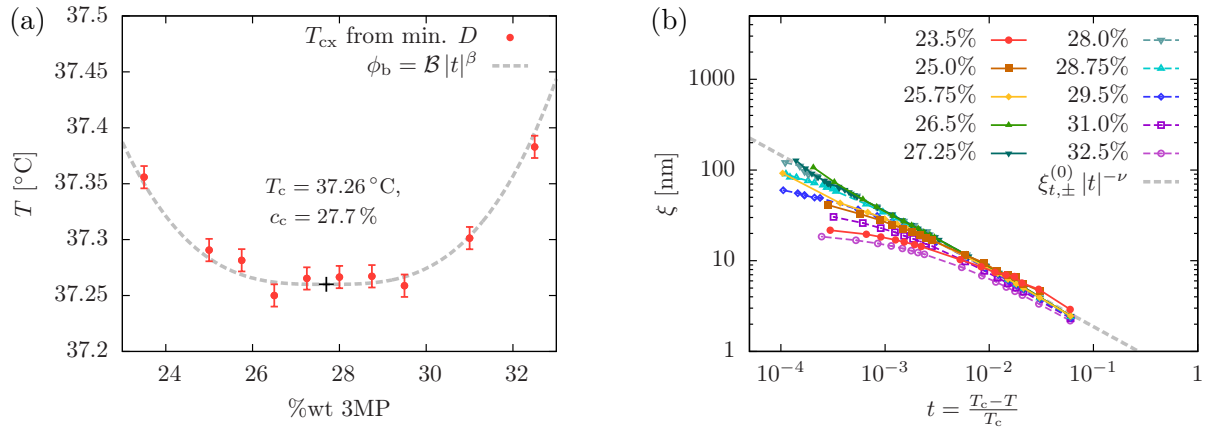 (a)
37.5
37.45
37.4
37.35
37.3
37.25
37.2
T [°C]
T_cx from min. D
ϕ_b = ℬ |t|^β
T_c = 37.26 °C,
c_c = 27.7 %
24 26 28 30 32
%wt 3MP
(b)
1000
100
10
1
ξ [nm]
23.5% 28.0%
25.0% 28.75%
25.75% 29.5%
26.5% 31.0%
27.25% 32.5%
ξ_{t,±}^{(0)} |t|^{−ν}
10^{−4} 10^{−3} 10^{−2} 10^{−1} 1
t = \frac{T_c−T}{T_c}